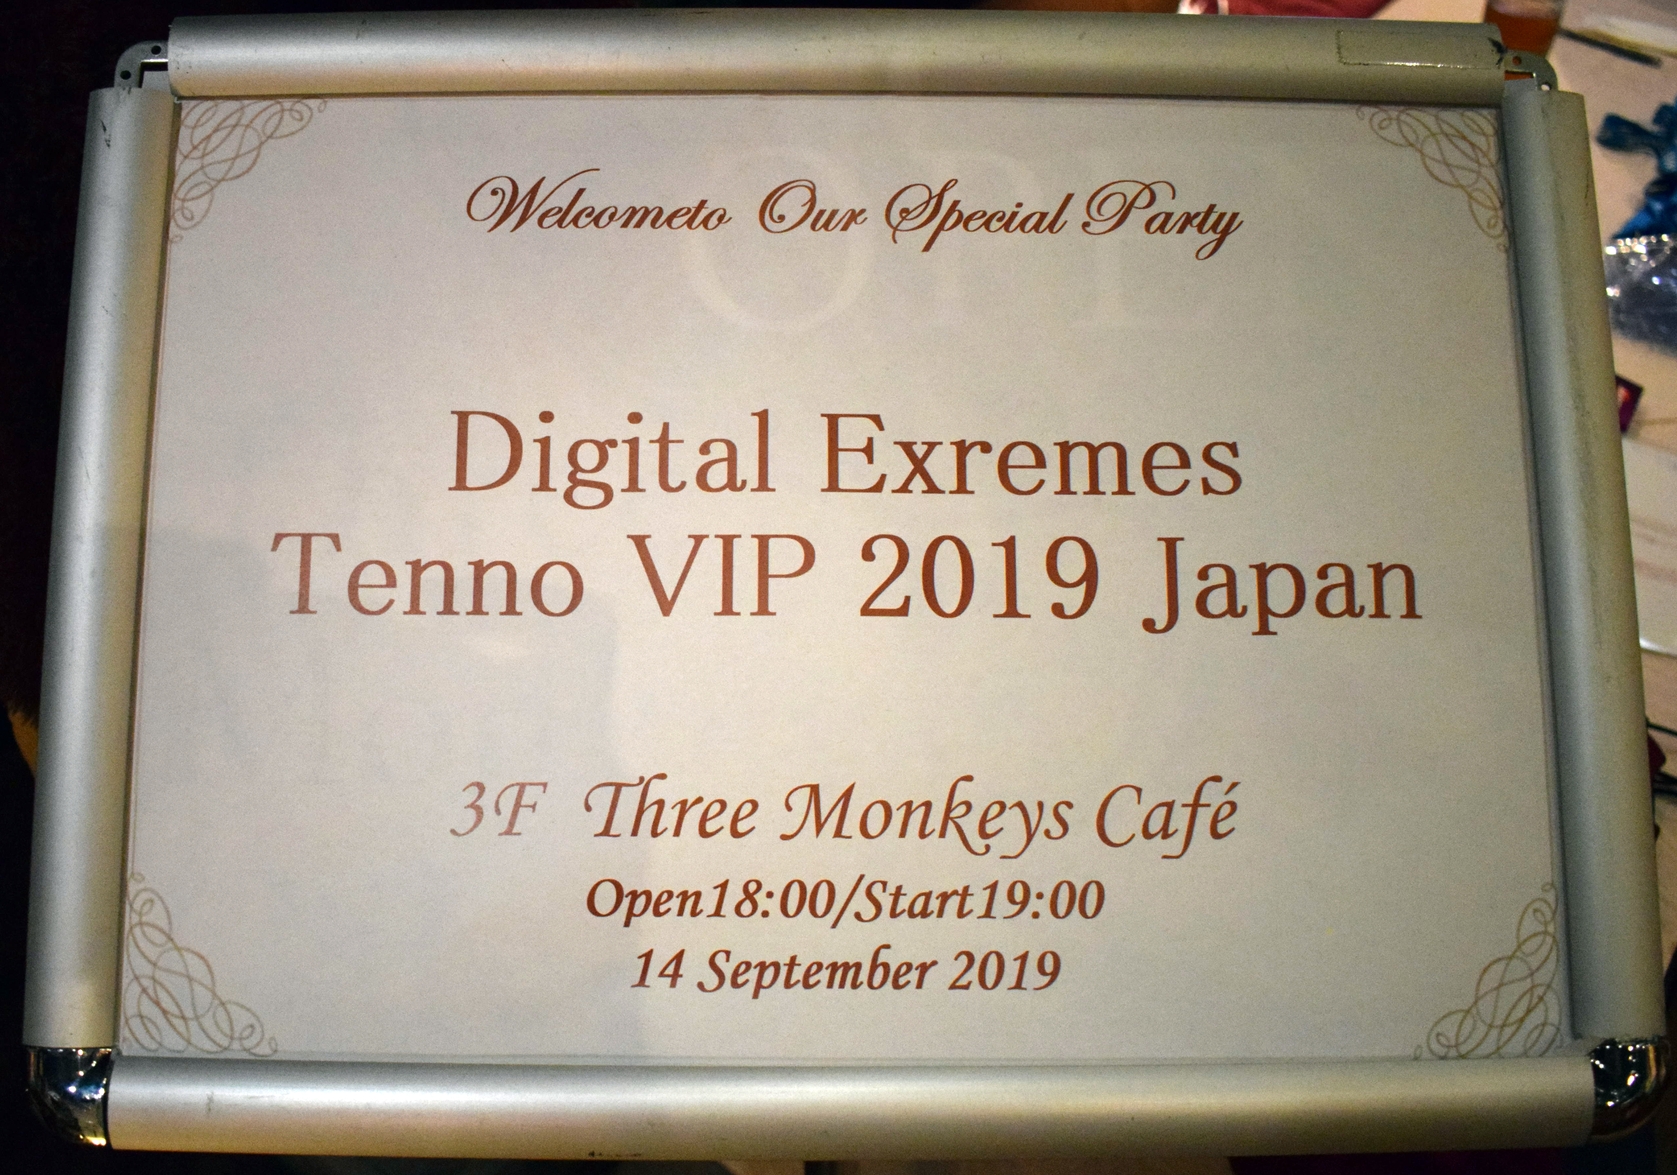 Welcometo Our Special Party
Digital Exremes
Tenno VIP 2019 Japan
3F Three Monkeys Café
Open18:00/Start19:00
14 September 2019